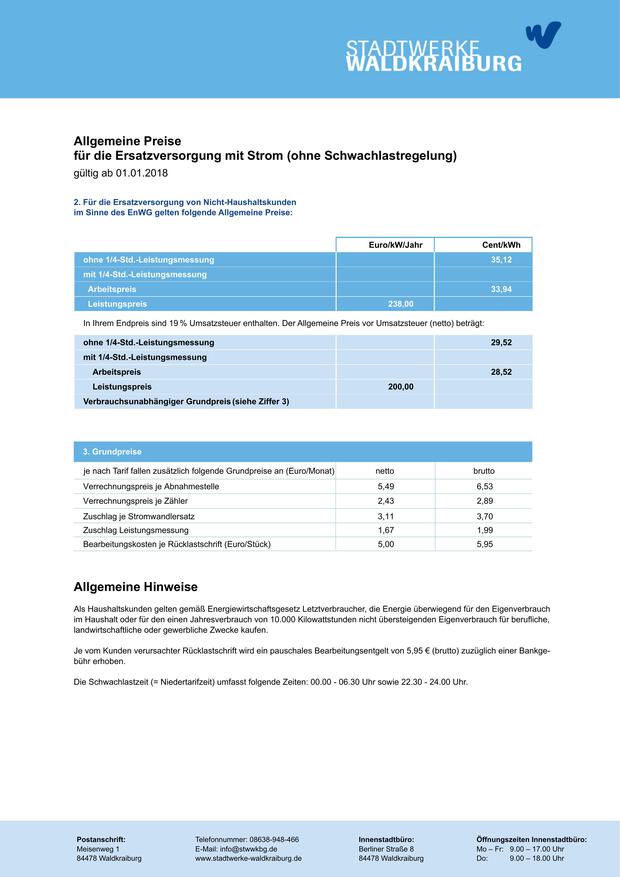 STADTWERKE
WALDKRAIBURG
Allgemeine Preise
für die Ersatzversorgung mit Strom (ohne Schwachlastregelung)
gültig ab 01.01.2018
2. Für die Ersatzversorgung von Nicht-Haushaltskunden
im Sinne des EnWG gelten folgende Allgemeine Preise:
Euro/kW/Jahr Cent/kWh
ohne 1/4-Std.-Leistungsmessung 35,12
mit 1/4-Std.-Leistungsmessung
Arbeitspreis 33,94
Leistungspreis 238,00
In Ihrem Endpreis sind 19 % Umsatzsteuer enthalten. Der Allgemeine Preis vor Umsatzsteuer (netto) beträgt:
ohne 1/4-Std.-Leistungsmessung 29,52
mit 1/4-Std.-Leistungsmessung
Arbeitspreis 28,52
Leistungspreis 200,00
Verbrauchsunabhängiger Grundpreis (siehe Ziffer 3)
3. Grundpreise
je nach Tarif fallen zusätzlich folgende Grundpreise an (Euro/Monat) netto brutto
Verrechnungspreis je Abnahmestelle 5,49 6,53
Verrechnungspreis je Zähler 2,43 2,89
Zuschlag je Stromwandlersatz 3,11 3,70
Zuschlag Leistungsmessung 1,67 1,99
Bearbeitungskosten je Rücklastschrift (Euro/Stück) 5,00 5,95
Allgemeine Hinweise
Als Haushaltskunden gelten gemäß Energiewirtschaftsgesetz Letztverbraucher, die Energie überwiegend für den Eigenverbrauch
im Haushalt oder für den einen Jahresverbrauch von 10.000 Kilowattstunden nicht übersteigenden Eigenverbrauch für berufliche,
landwirtschaftliche oder gewerbliche Zwecke kaufen.
Je vom Kunden verursachter Rücklastschrift wird ein pauschales Bearbeitungsentgelt von 5,95 € (brutto) zuzüglich einer Bankge-
bühr erhoben.
Die Schwachlastzeit (= Niedertarifzeit) umfasst folgende Zeiten: 00.00 - 06.30 Uhr sowie 22.30 - 24.00 Uhr.
Postanschrift:
Meisenweg 1
84478 Waldkraiburg
Telefonnummer: 08638-948-466
E-Mail: info@stwwkbg.de
www.stadtwerke-waldkraiburg.de
Innenstadtbüro:
Berliner Straße 8
84478 Waldkraiburg
Öffnungszeiten Innenstadtbüro:
Mo – Fr: 9.00 – 17.00 Uhr
Do: 9.00 – 18.00 Uhr